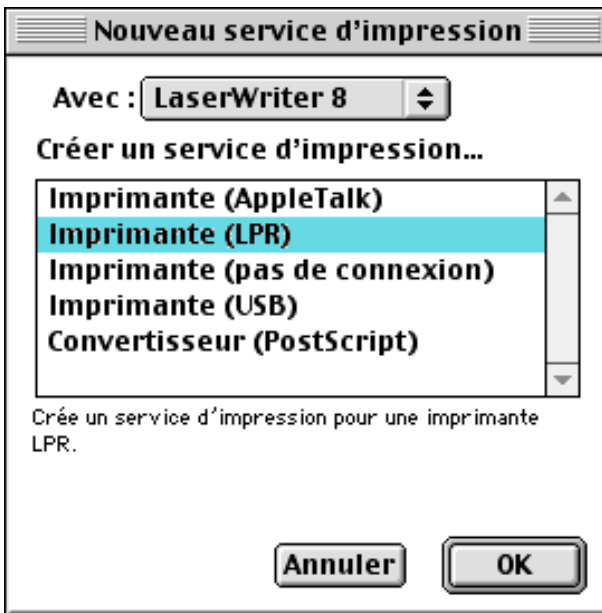 Nouveau service d'impression
Avec : LaserWriter 8
Créer un service d'impression...
Imprimante (AppleTalk)
Imprimante (LPR)
Imprimante (pas de connexion)
Imprimante (USB)
Convertisseur (PostScript)
Crée un service d'impression pour une imprimante
LPR.
Annuler OK